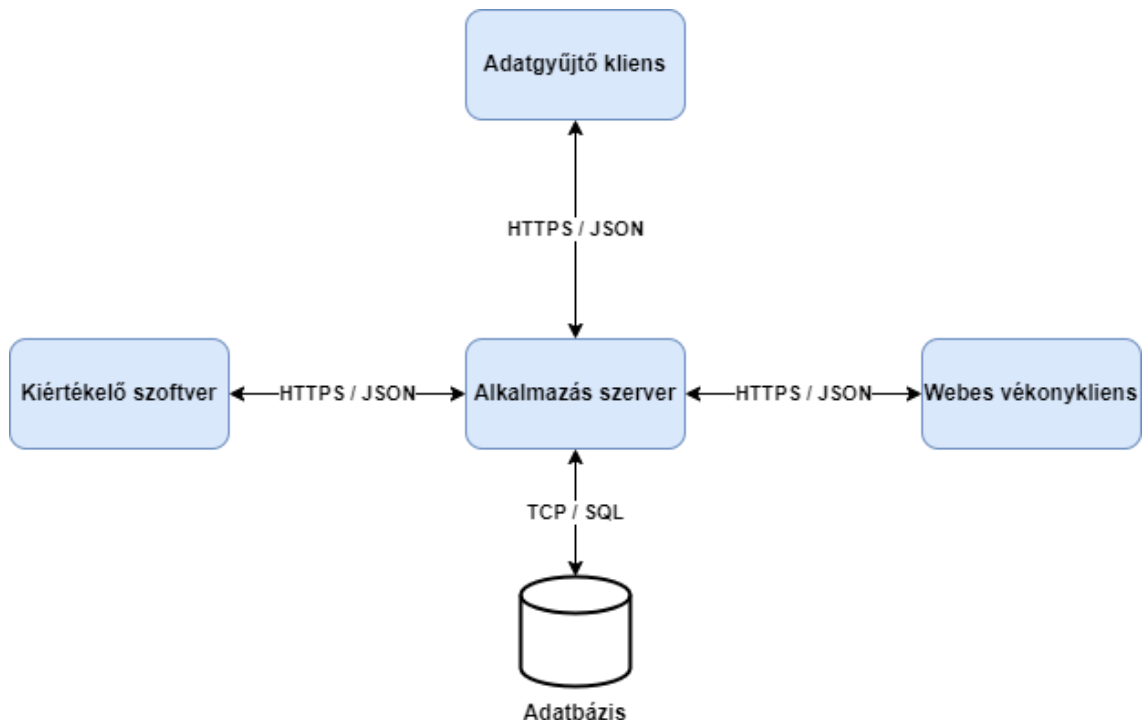 Adatgyűjtő kliens
HTTPS / JSON
Kiértékelő szoftver
HTTPS / JSON
Alkalmazás szerver
HTTPS / JSON
Webes vékonykliens
TCP / SQL
Adatbázis